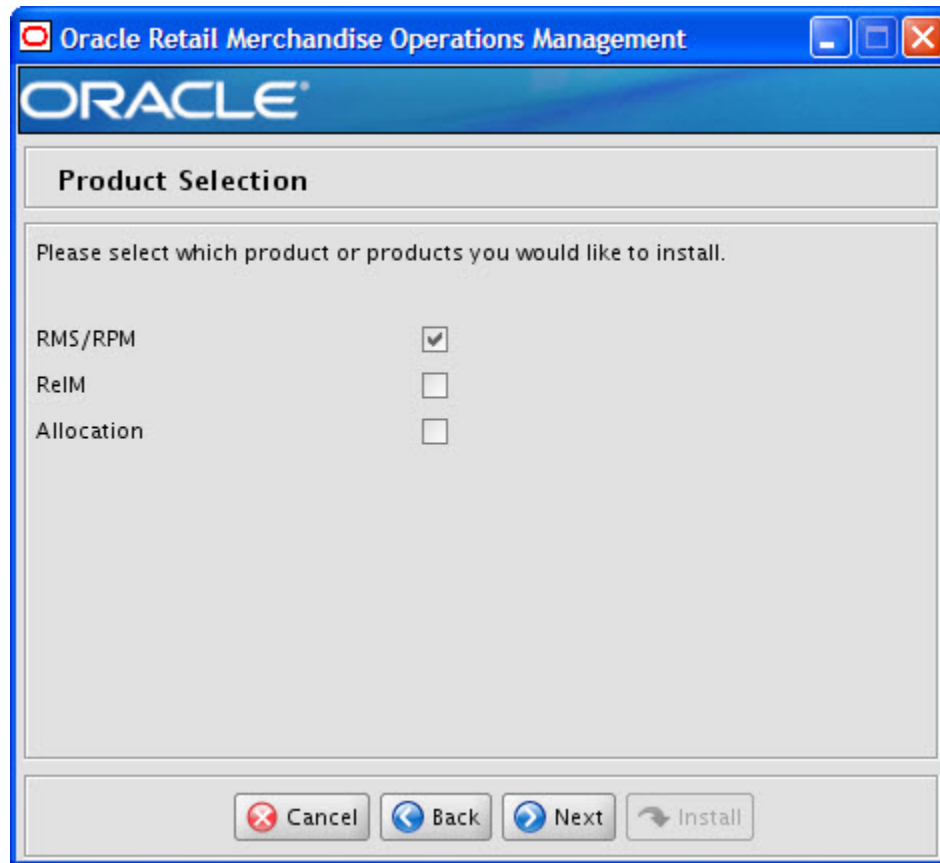 Oracle Retail Merchandise Operations Management
ORACLE®
Product Selection
Please select which product or products you would like to install.
RMS/RPM
ReIM
Allocation
Cancel Back Next Install